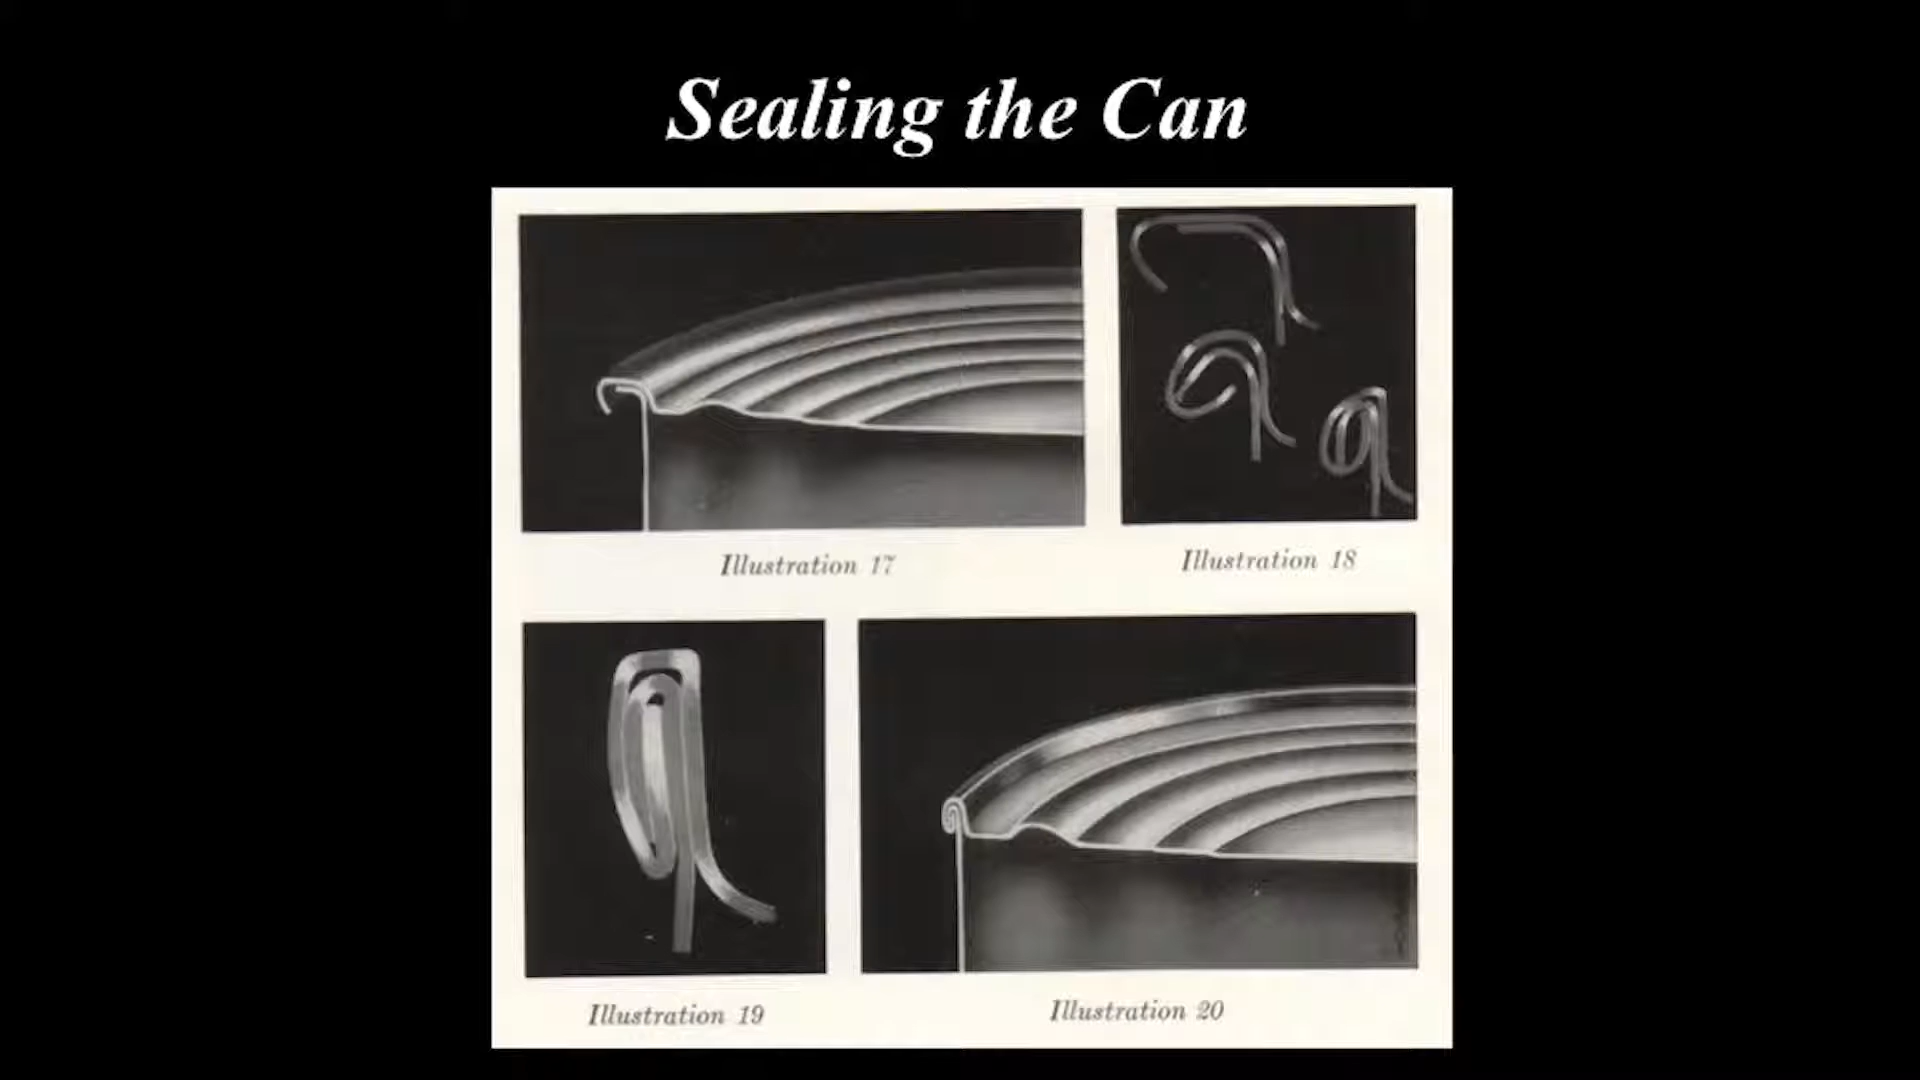 Sealing the Can
Illustration 17
Illustration 18
Illustration 19
Illustration 20